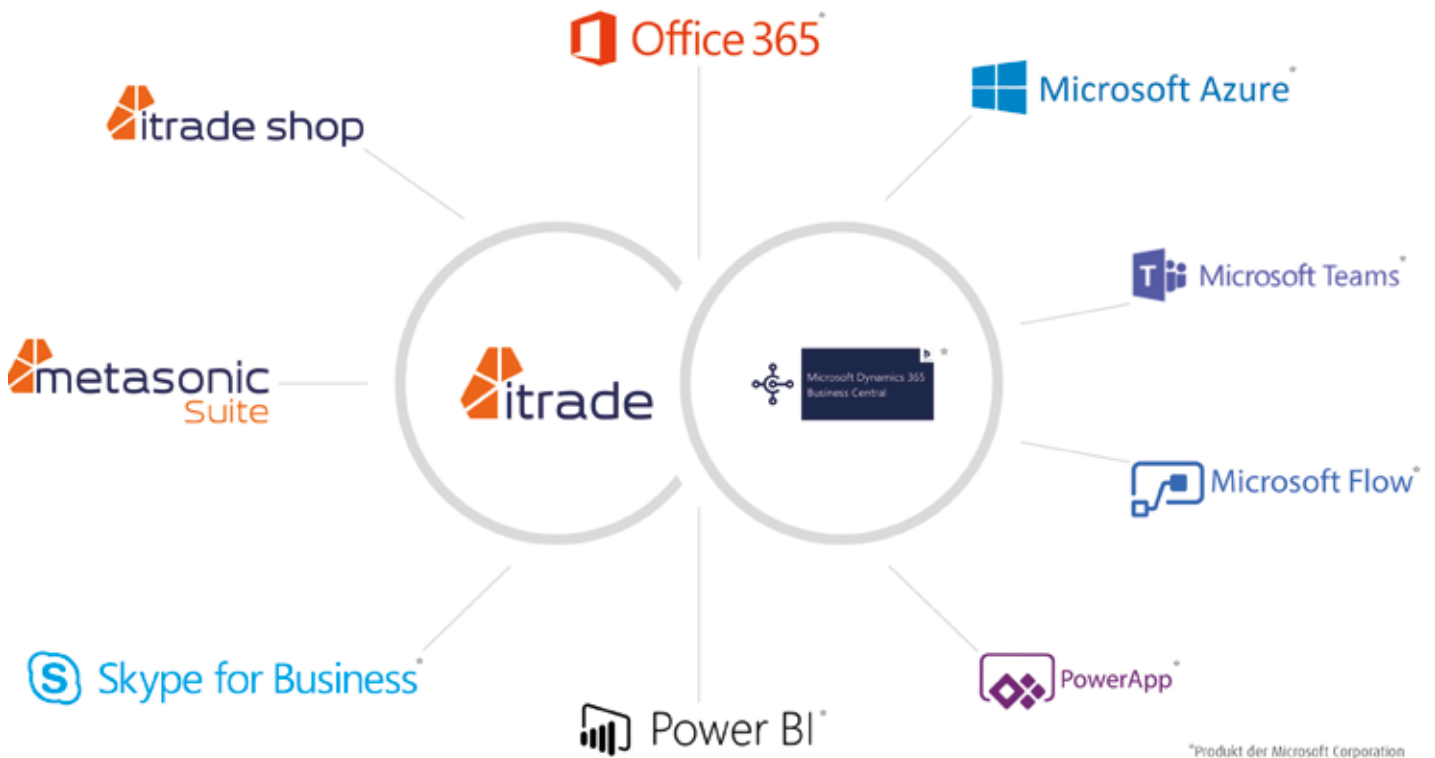 Office 365*
Microsoft Azure*
itrade shop
Microsoft Teams*
metasonic
Suite
itrade
Microsoft Dynamics 365
Business Central
*
Microsoft Flow*
Skype for Business*
PowerApp*
Power BI*
*Produkt der Microsoft Corporation